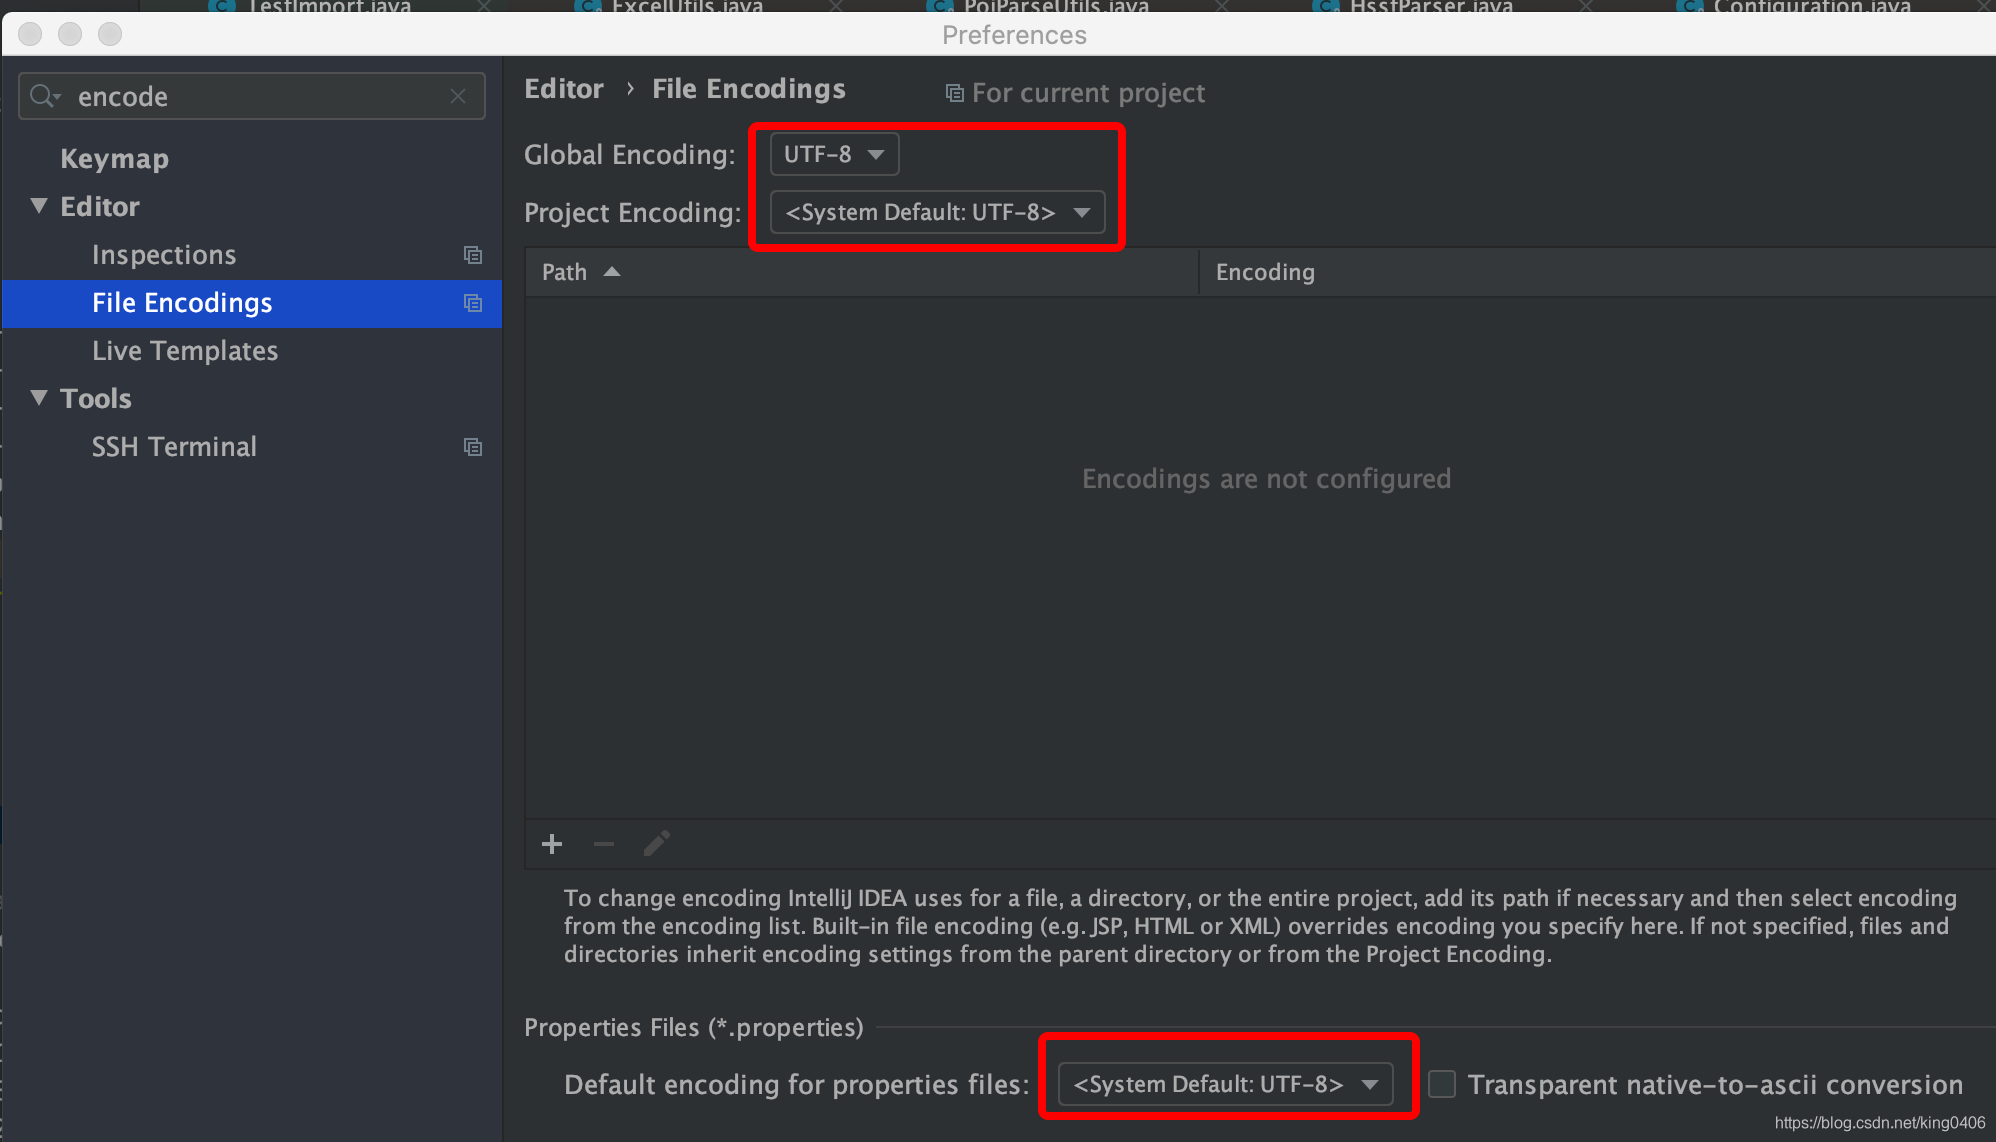 TestImport.java ExcelUtils.java PoiParseUtils.java HssfParser.java Configuration.java
Preferences
encode
Keymap
Editor
Inspections
File Encodings
Live Templates
Tools
SSH Terminal
Editor › File Encodings For current project
Global Encoding: UTF-8
Project Encoding: <System Default: UTF-8>
Path Encoding
Encodings are not configured
To change encoding IntelliJ IDEA uses for a file, a directory, or the entire project, add its path if necessary and then select encoding
from the encoding list. Built-in file encoding (e.g. JSP, HTML or XML) overrides encoding you specify here. If not specified, files and
directories inherit encoding settings from the parent directory or from the Project Encoding.
Properties Files (*.properties)
Default encoding for properties files: <System Default: UTF-8> Transparent native-to-ascii conversion
https://blog.csdn.net/king0406